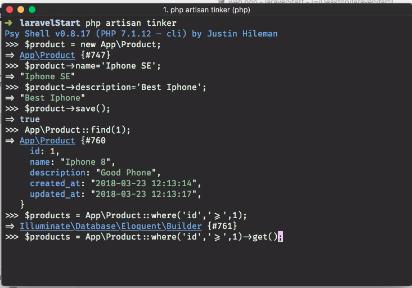 1. php artisan tinker (php)
➜ laravelStart php artisan tinker
Psy Shell v0.8.17 (PHP 7.1.12 — cli) by Justin Hileman
>>> $product = new App\Product;
⇒ App\Product {#747}
>>> $product→name='Iphone SE';
⇒ "Iphone SE"
>>> $product→description='Best Iphone';
⇒ "Best Iphone"
>>> $product→save();
⇒ true
>>> App\Product::find(1);
⇒ App\Product {#760
id: 1,
name: "Iphone 8",
description: "Good Phone",
created_at: "2018-03-23 12:13:14",
updated_at: "2018-03-23 12:13:17",
}
>>> $products = App\Product::where('id','⩾',1);
⇒ Illuminate\Database\Eloquent\Builder {#761}
>>> $products = App\Product::where('id','⩾',1)→get();